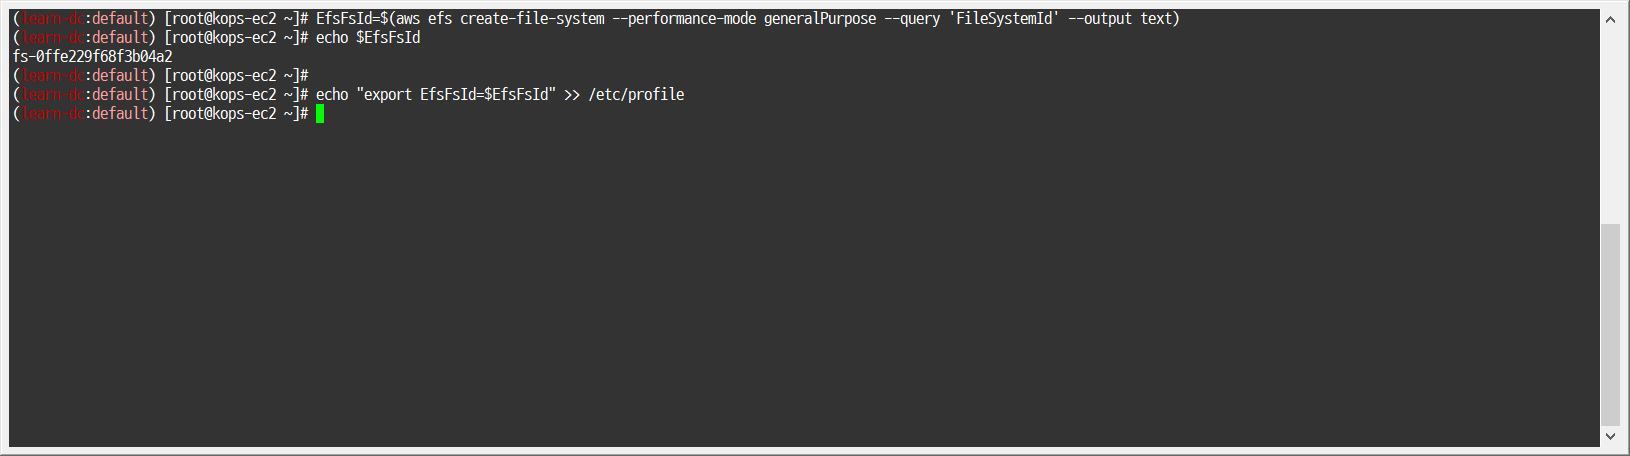 (learn-dc:default) [root@kops-ec2 ~]# EfsFsId=$(aws efs create-file-system --performance-mode generalPurpose --query 'FileSystemId' --output text)
(learn-dc:default) [root@kops-ec2 ~]# echo $EfsFsId
fs-0ffe229f68f3b04a2
(learn-dc:default) [root@kops-ec2 ~]#
(learn-dc:default) [root@kops-ec2 ~]# echo "export EfsFsId=$EfsFsId" >> /etc/profile
(learn-dc:default) [root@kops-ec2 ~]#